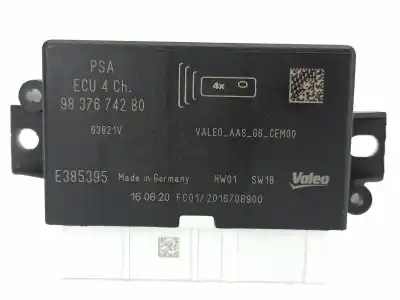 PSA
ECU 4 Ch.
98 376 742 80
63821V
4x
VALEO_AAS_G6_CEM00
E385395 Made in Germany HW01 SW18 Valeo
16 06 20 FC01/2016708900